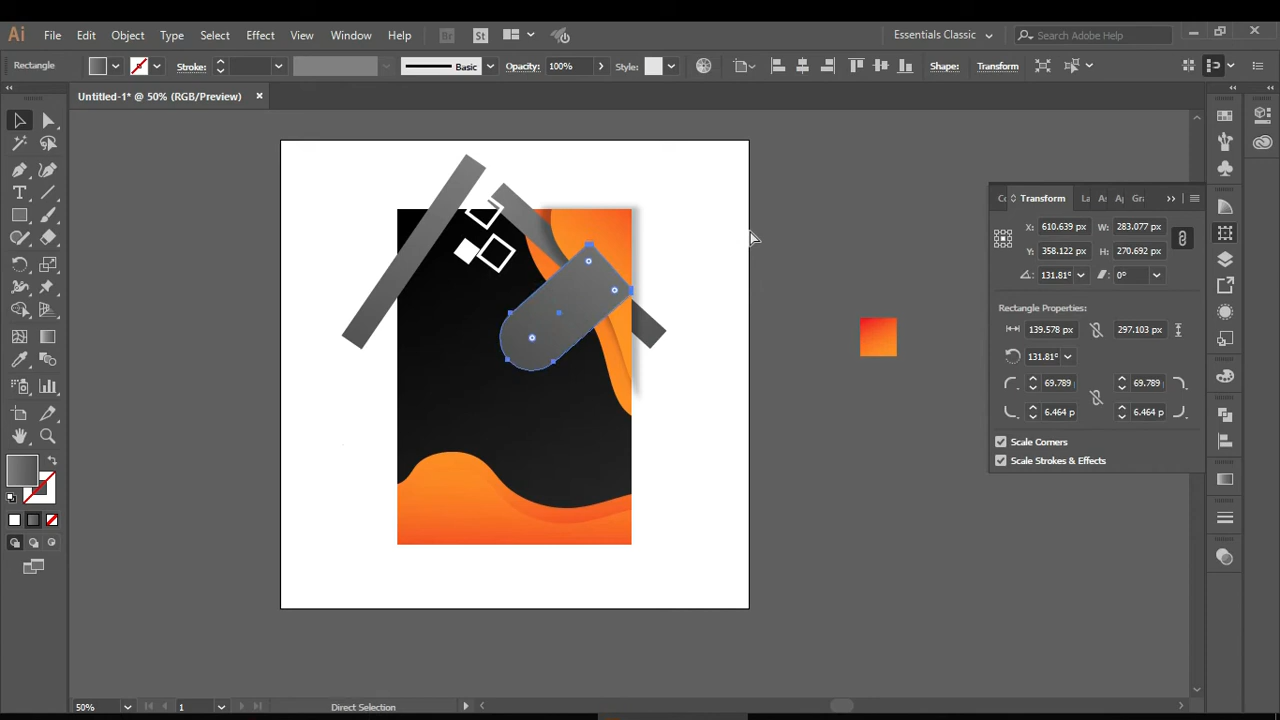 Ai File Edit Object Type Select Effect View Window Help Br St Essentials Classic Search Adobe Help
Rectangle Stroke: Basic Opacity: 100% Style: Shape: Transform
Untitled-1* @ 50% (RGB/Preview)
Transform
X: 610.639 px W: 283.077 px
Y: 358.122 px H: 270.692 px
131.81° 0°
Rectangle Properties:
139.578 px 297.103 px
131.81°
69.789 69.789
6.464 p 6.464 p
Scale Corners
Scale Strokes & Effects
50% 1 Direct Selection